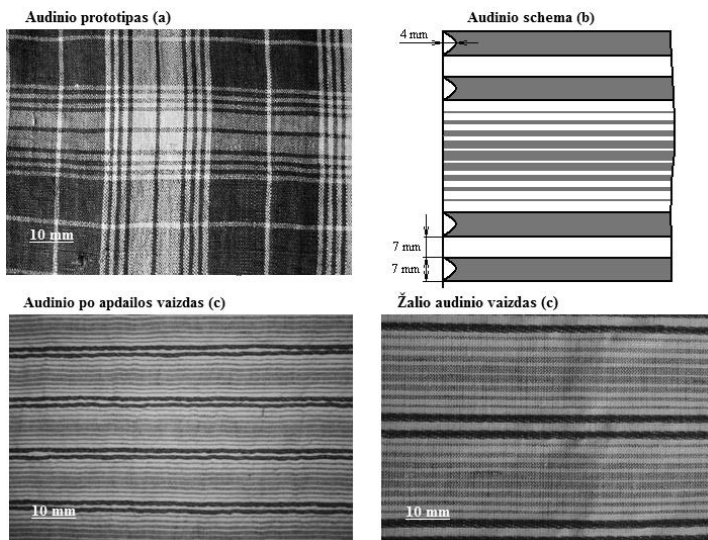 Audinio prototipas (a)
Audinio schema (b)
10 mm
4 mm
7 mm
7 mm
Audinio po apdailos vaizdas (c)
Žalio audinio vaizdas (c)
10 mm
10 mm